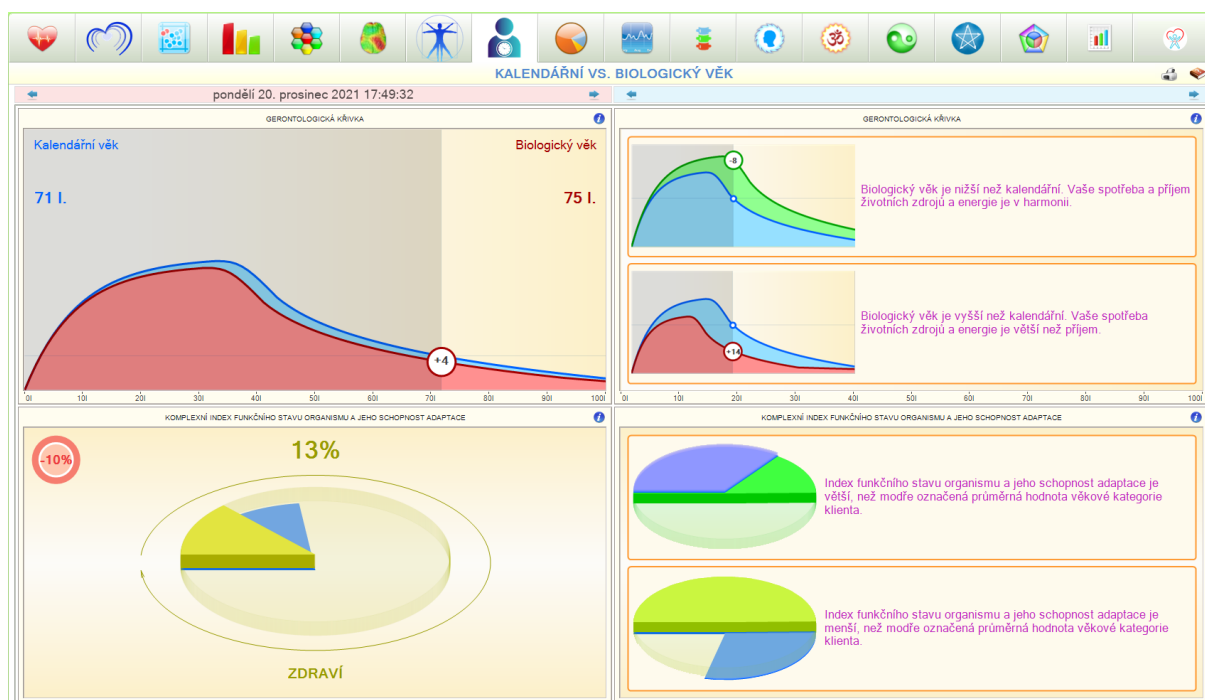 KALENDÁŘNÍ VS. BIOLOGICKÝ VĚK
pondělí 20. prosinec 2021 17:49:32
GERONTOLOGICKÁ KŘIVKA
Kalendářní věk
Biologický věk
71 l.
75 l.
+4
0l 10l 20l 30l 40l 50l 60l 70l 80l 90l 100l
GERONTOLOGICKÁ KŘIVKA
-8
Biologický věk je nižší než kalendářní. Vaše spotřeba a příjem
životních zdrojů a energie je v harmonii.
+14
Biologický věk je vyšší než kalendářní. Vaše spotřeba
životních zdrojů a energie je větší než příjem.
0l 10l 20l 30l 40l 50l 60l 70l 80l 90l 100l
KOMPLEXNÍ INDEX FUNKČNÍHO STAVU ORGANISMU A JEHO SCHOPNOST ADAPTACE
-10%
13%
ZDRAVÍ
KOMPLEXNÍ INDEX FUNKČNÍHO STAVU ORGANISMU A JEHO SCHOPNOST ADAPTACE
Index funkčního stavu organismu a jeho schopnost adaptace je
větší, než modře označená průměrná hodnota věkové kategorie
klienta.
Index funkčního stavu organismu a jeho schopnost adaptace je
menší, než modře označená průměrná hodnota věkové kategorie
klienta.